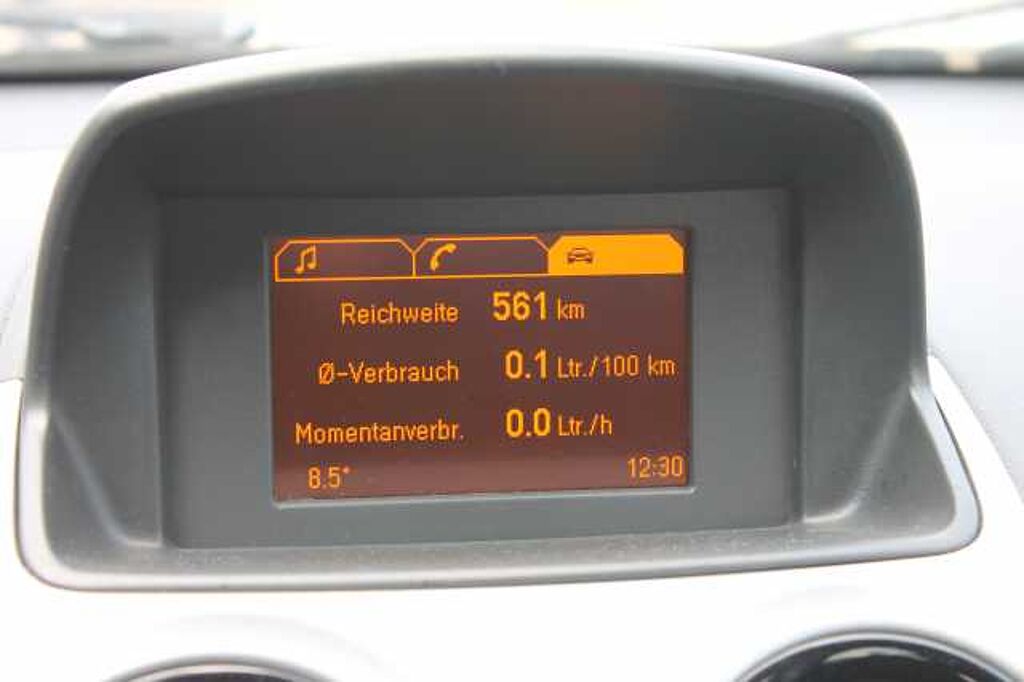 Reichweite 561 km
Ø-Verbrauch 0.1 Ltr./100 km
Momentanverbr. 0.0 Ltr./h
8.5° 12:30